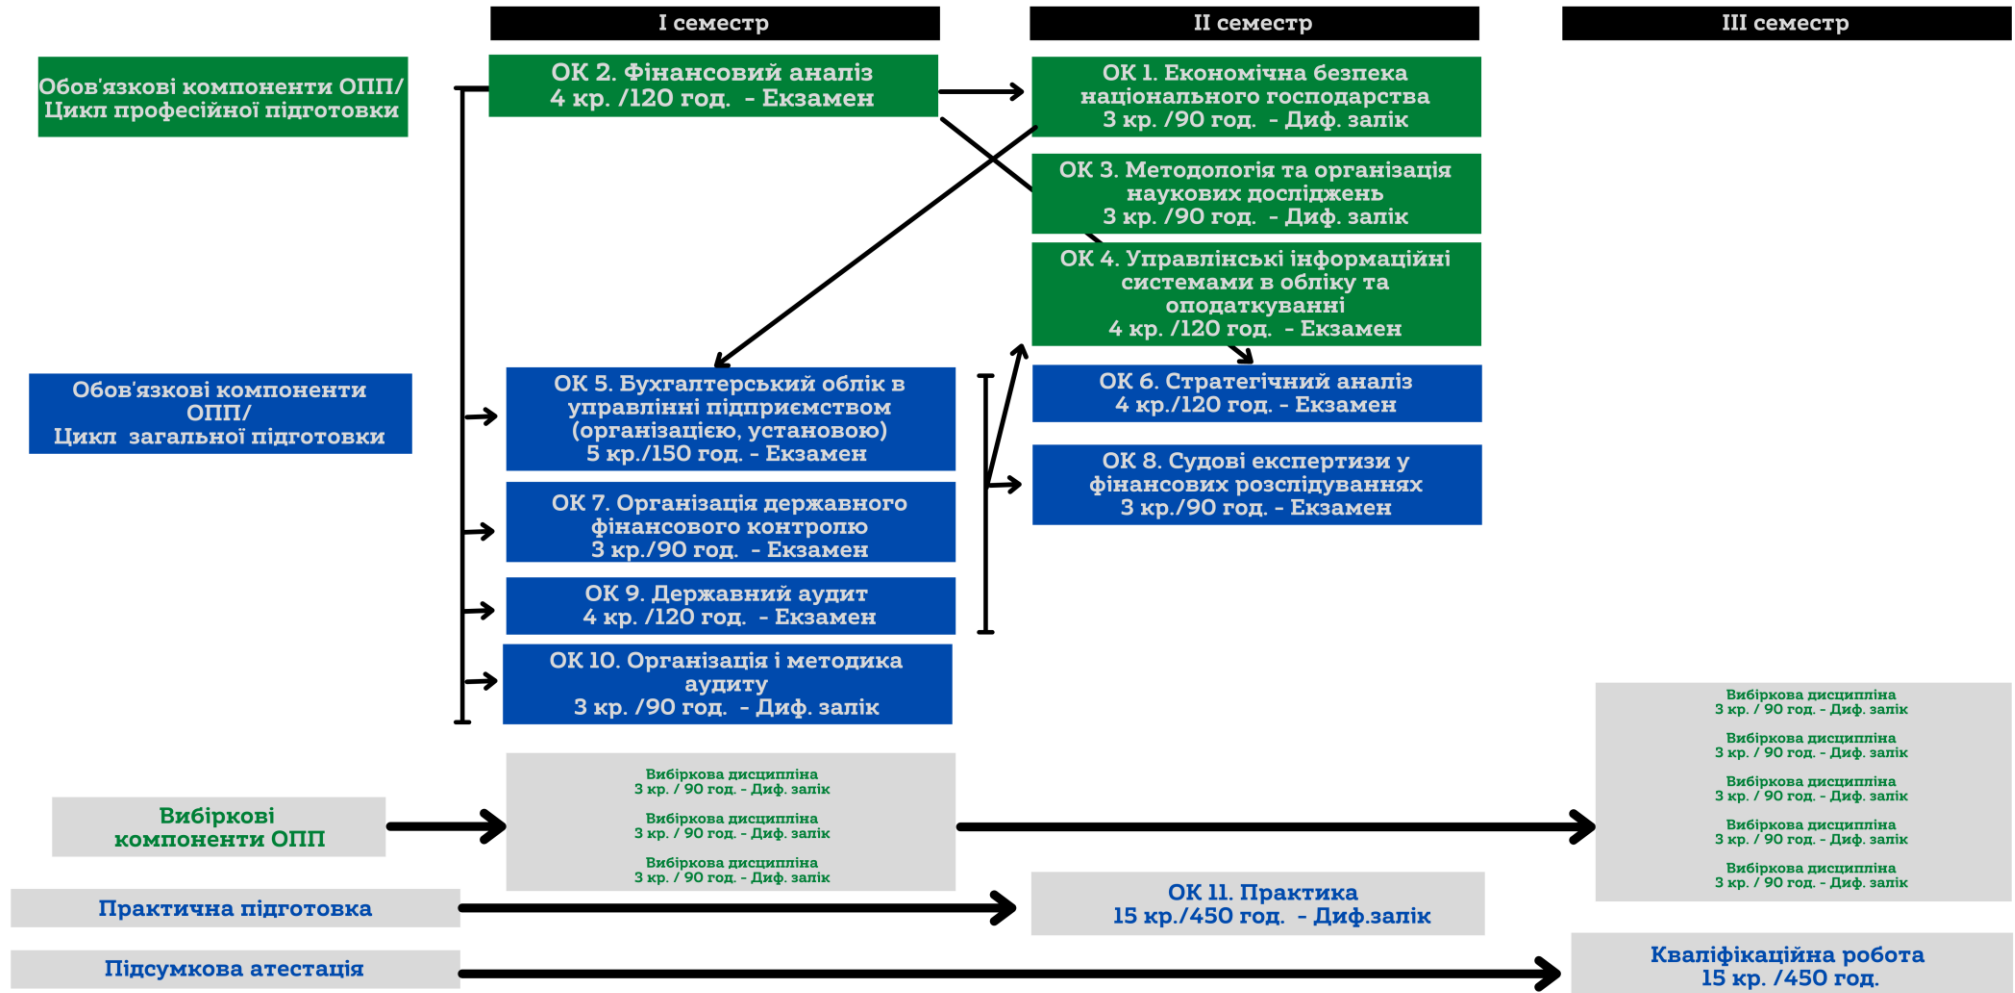 I семестр
II семестр
III семестр
Обов'язкові компоненти ОПП/
Цикл професійної підготовки
ОК 2. Фінансовий аналіз
4 кр. /120 год. - Екзамен
ОК 1. Економічна безпека
національного господарства
3 кр. /90 год. - Диф. залік
ОК 3. Методологія та організація
наукових досліджень
3 кр. /90 год. - Диф. залік
ОК 4. Управлінські інформаційні
системами в обліку та
оподаткуванні
4 кр. /120 год. - Екзамен
Обов'язкові компоненти
ОПП/
Цикл загальної підготовки
ОК 5. Бухгалтерський облік в
управлінні підприємством
(організацією, установою)
5 кр./150 год. - Екзамен
ОК 6. Стратегічний аналіз
4 кр./120 год. - Екзамен
ОК 7. Організація державного
фінансового контролю
3 кр./90 год. - Екзамен
ОК 8. Судові експертизи у
фінансових розслідуваннях
3 кр./90 год. - Екзамен
ОК 9. Державний аудит
4 кр. /120 год. - Екзамен
ОК 10. Організація і методика
аудиту
3 кр. /90 год. - Диф. залік
Вибіркові
компоненти ОПП
Вибіркова дисципліна
3 кр. / 90 год. - Диф. залік
Вибіркова дисципліна
3 кр. / 90 год. - Диф. залік
Вибіркова дисципліна
3 кр. / 90 год. - Диф. залік
Вибіркова дисципліна
3 кр. / 90 год. - Диф. залік
Вибіркова дисципліна
3 кр. / 90 год. - Диф. залік
Вибіркова дисципліна
3 кр. / 90 год. - Диф. залік
Вибіркова дисципліна
3 кр. / 90 год. - Диф. залік
Вибіркова дисципліна
3 кр. / 90 год. - Диф. залік
Практична підготовка
ОК 11. Практика
15 кр./450 год. - Диф.залік
Підсумкова атестація
Кваліфікаційна робота
15 кр. /450 год.